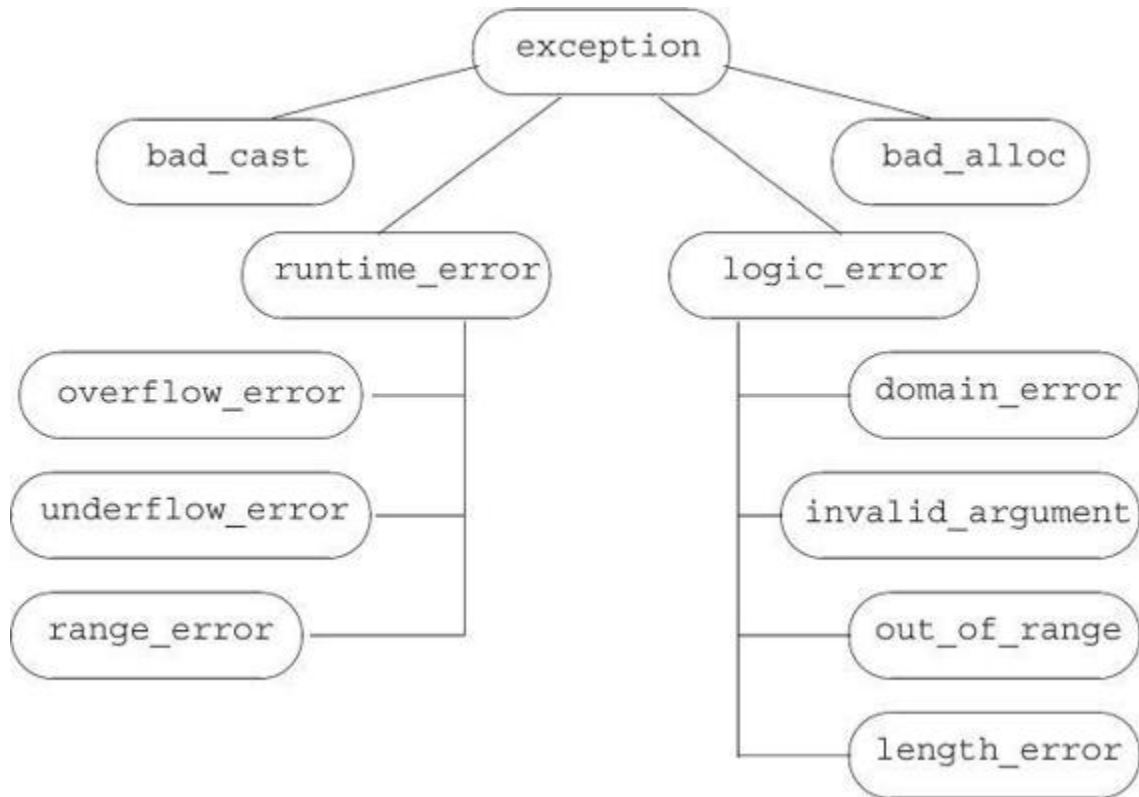 exception
bad_cast
bad_alloc
runtime_error
logic_error
overflow_error
domain_error
underflow_error
invalid_argument
range_error
out_of_range
length_error